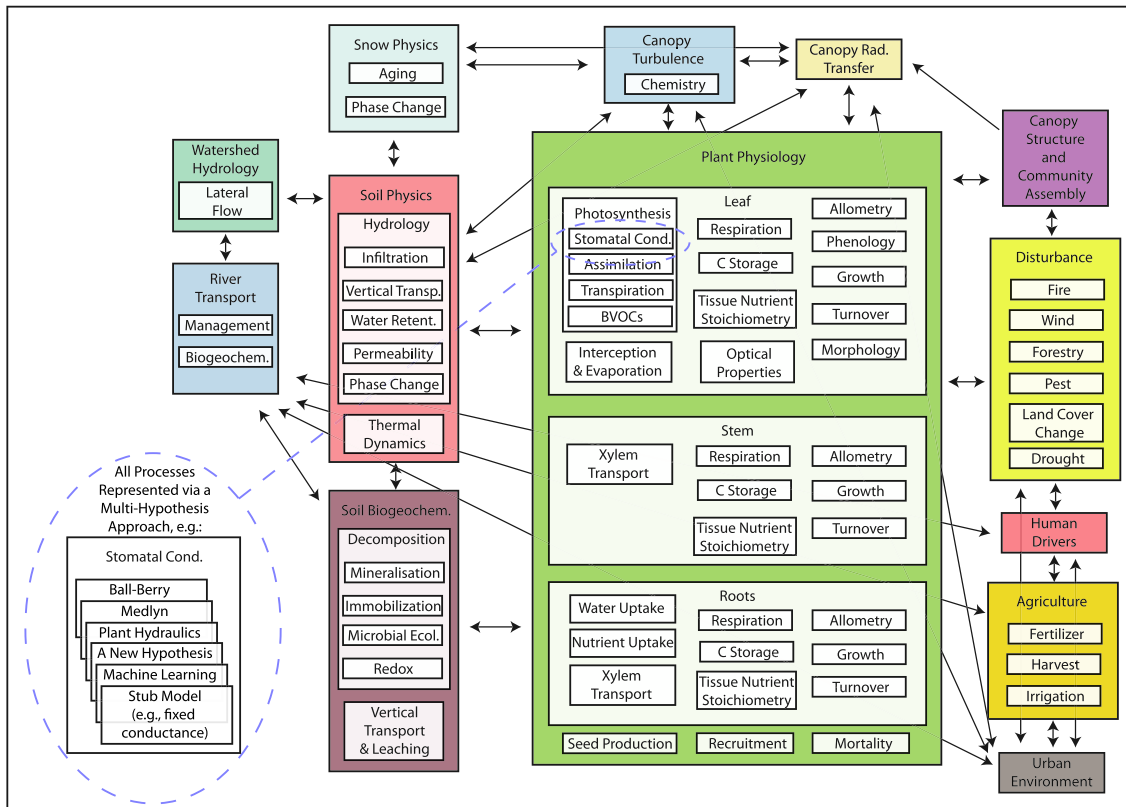 Snow Physics
Aging
Phase Change
Canopy
Turbulence
Chemistry
Canopy Rad.
Transfer
Canopy
Structure
and
Community
Assembly
Watershed
Hydrology
Lateral
Flow
River
Transport
Management
Biogeochem.
Soil Physics
Hydrology
Infiltration
Vertical Transp.
Water Retent.
Permeability
Phase Change
Thermal
Dynamics
Soil Biogeochem.
Decomposition
Mineralisation
Immobilization
Microbial Ecol.
Redox
Vertical
Transport
& Leaching
Plant Physiology
Leaf
Photosynthesis
Stomatal Cond.
Assimilation
Transpiration
BVOCs
Interception
& Evaporation
Respiration
C Storage
Tissue Nutrient
Stoichiometry
Optical
Properties
Allometry
Phenology
Growth
Turnover
Morphology
Stem
Xylem
Transport
Respiration
C Storage
Tissue Nutrient
Stoichiometry
Allometry
Growth
Turnover
Roots
Water Uptake
Nutrient Uptake
Xylem
Transport
Respiration
C Storage
Tissue Nutrient
Stoichiometry
Allometry
Growth
Turnover
Seed Production
Recruitment
Mortality
Disturbance
Fire
Wind
Forestry
Pest
Land Cover
Change
Drought
Human
Drivers
Agriculture
Fertilizer
Harvest
Irrigation
Urban
Environment
All Processes
Represented via a
Multi-Hypothesis
Approach, e.g.:
Stomatal Cond.
Ball-Berry
Medlyn
Plant Hydraulics
A New Hypothesis
Machine Learning
Stub Model
(e.g., fixed
conductance)